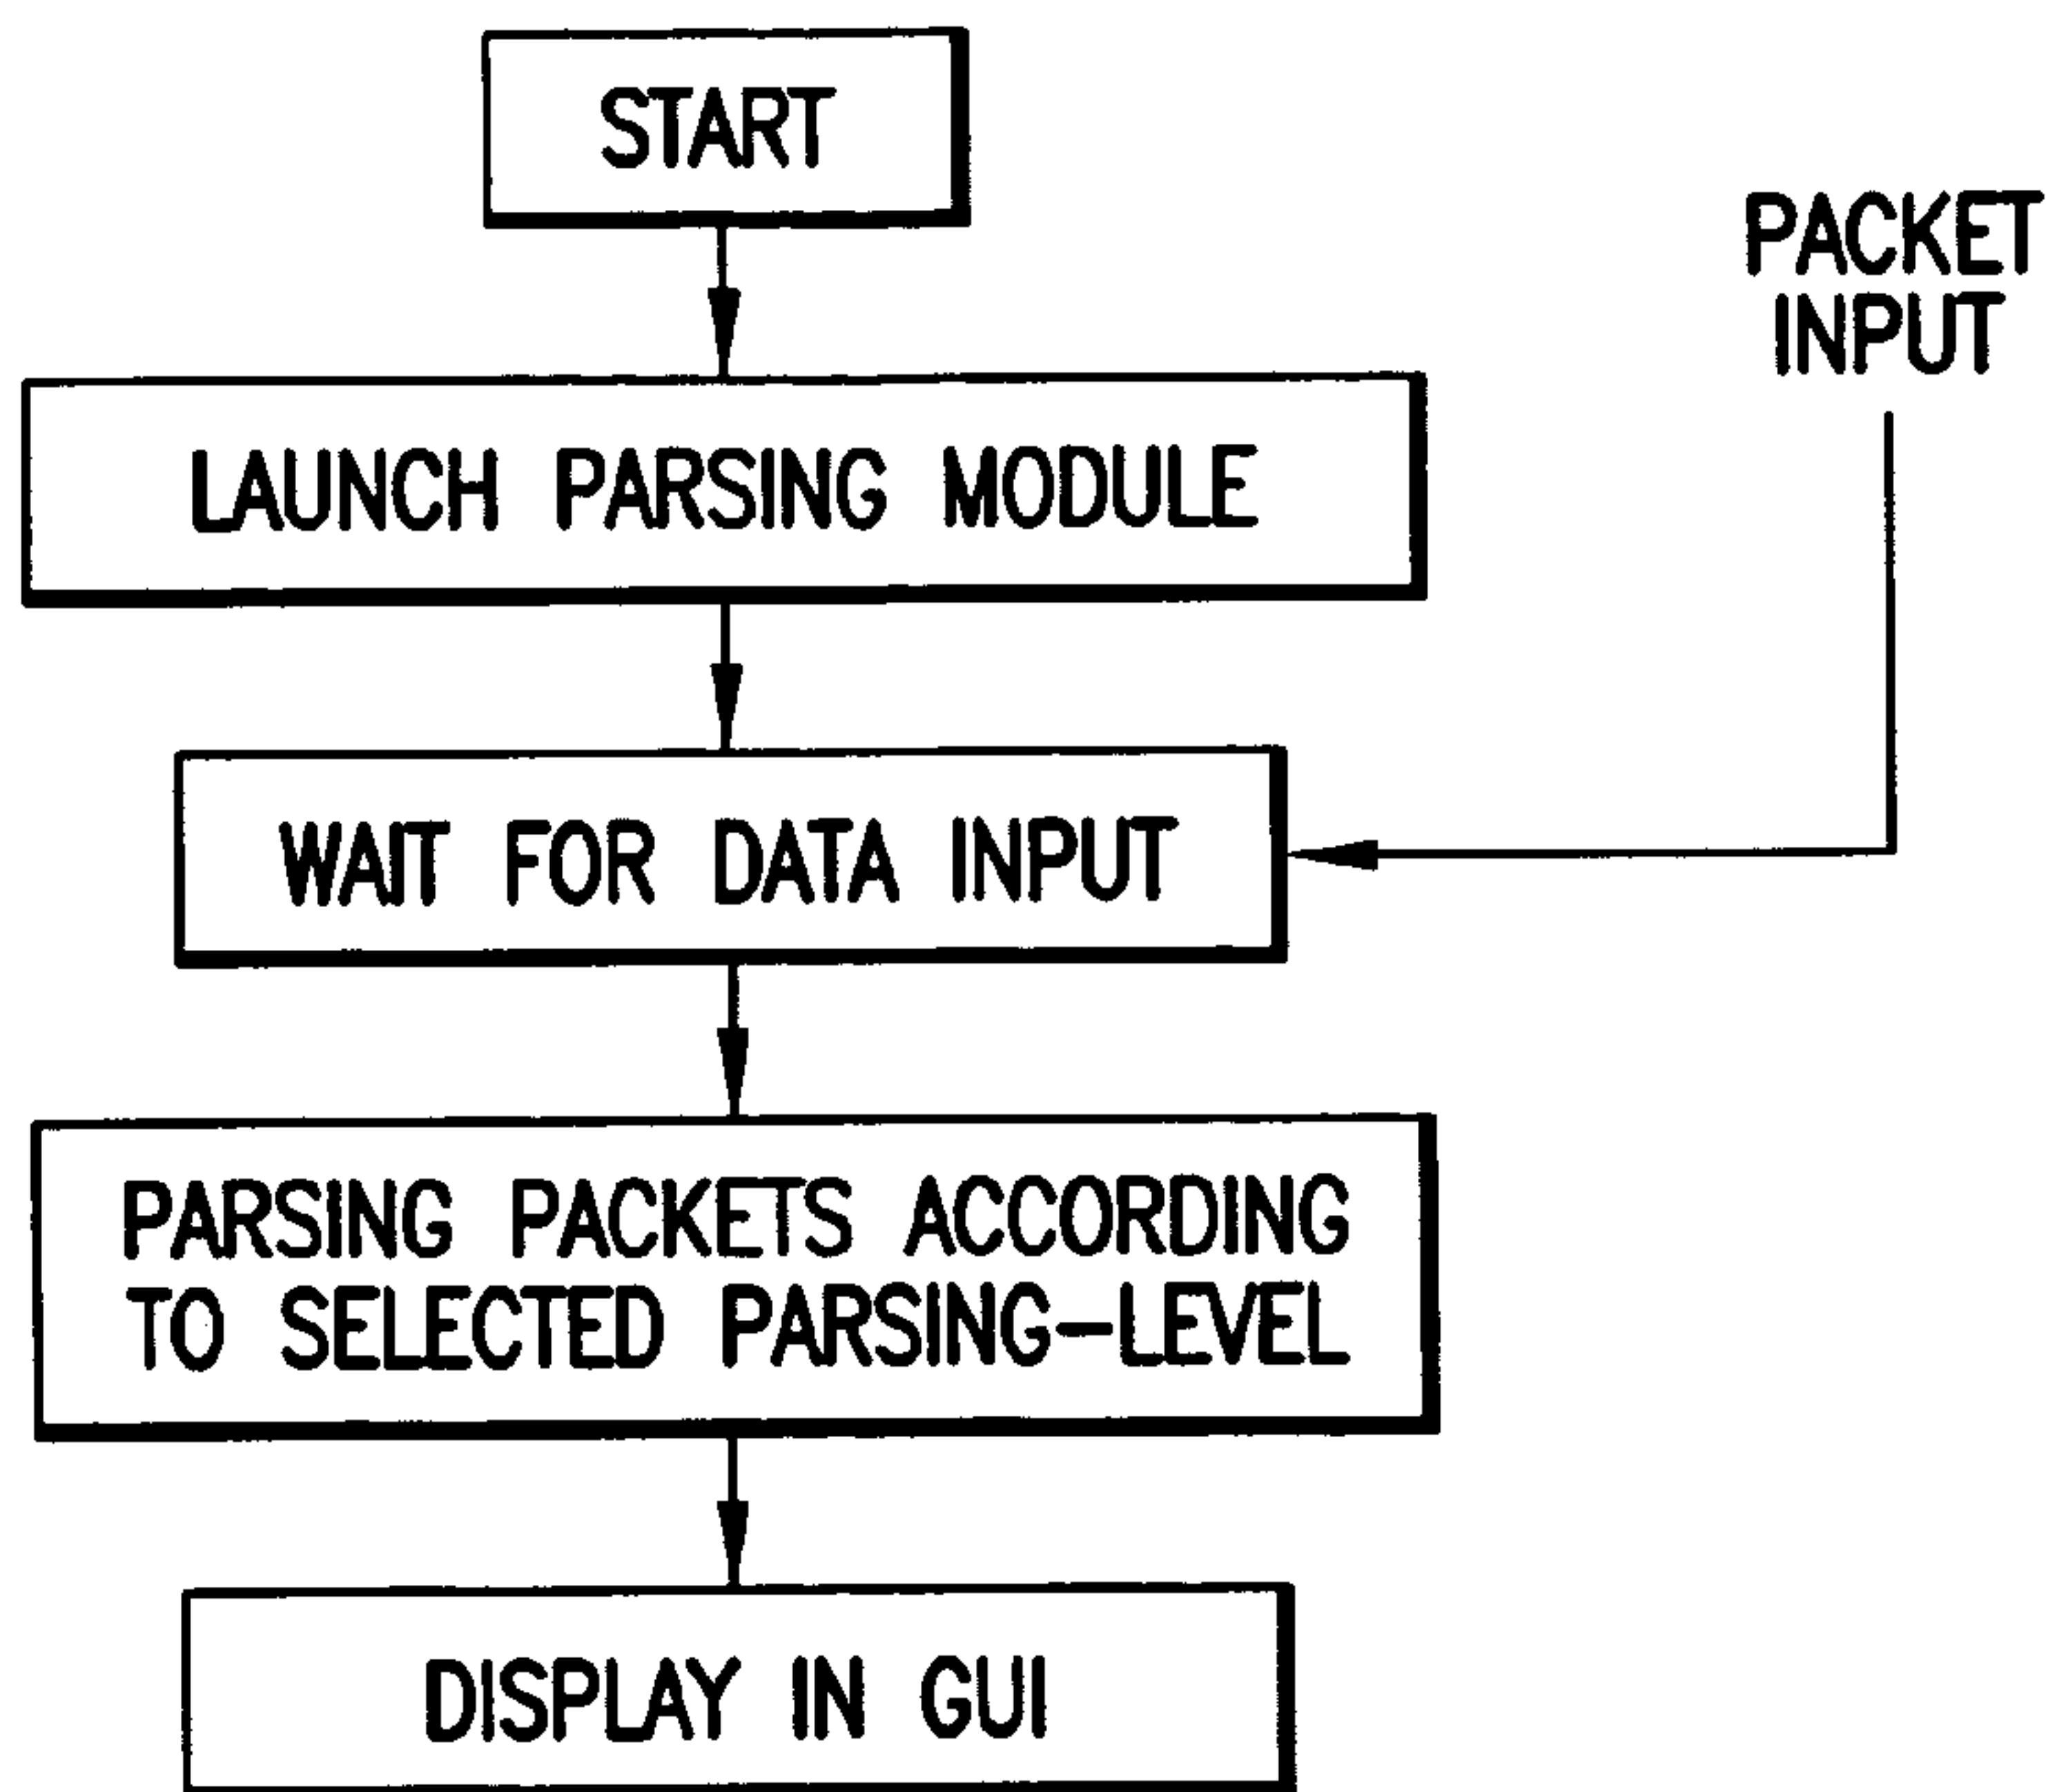 START
PACKET
INPUT
LAUNCH PARSING MODULE
WAIT FOR DATA INPUT
PARSING PACKETS ACCORDING
TO SELECTED PARSING-LEVEL
DISPLAY IN GUI